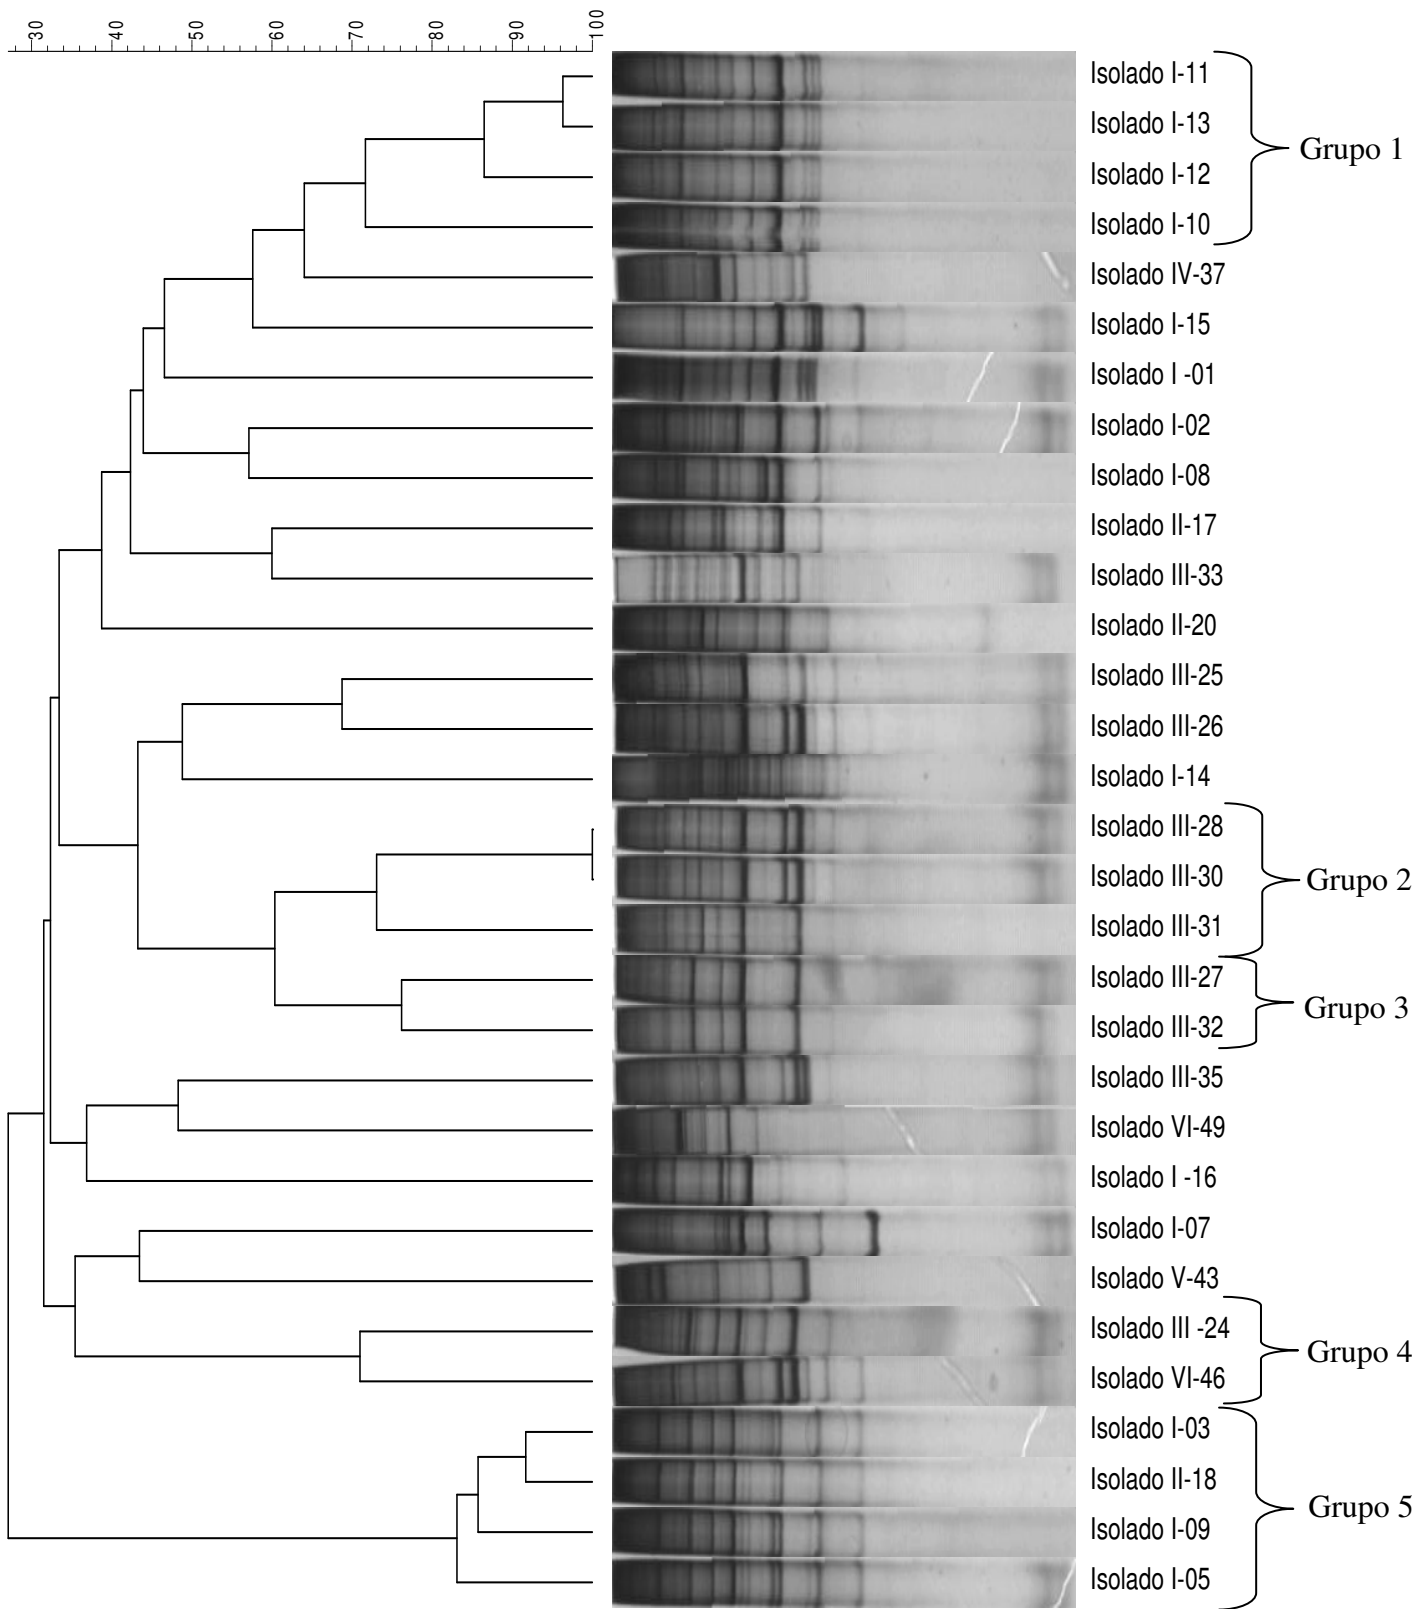 30 40 50 60 70 80 90 100
Isolado I-11
Isolado I-13
Grupo 1
Isolado I-12
Isolado I-10
Isolado IV-37
Isolado I-15
Isolado I -01
Isolado I-02
Isolado I-08
Isolado II-17
Isolado III-33
Isolado II-20
Isolado III-25
Isolado III-26
Isolado I-14
Isolado III-28
Isolado III-30
Grupo 2
Isolado III-31
Isolado III-27
Grupo 3
Isolado III-32
Isolado III-35
Isolado VI-49
Isolado I -16
Isolado I-07
Isolado V-43
Isolado III -24
Grupo 4
Isolado VI-46
Isolado I-03
Isolado II-18
Grupo 5
Isolado I-09
Isolado I-05